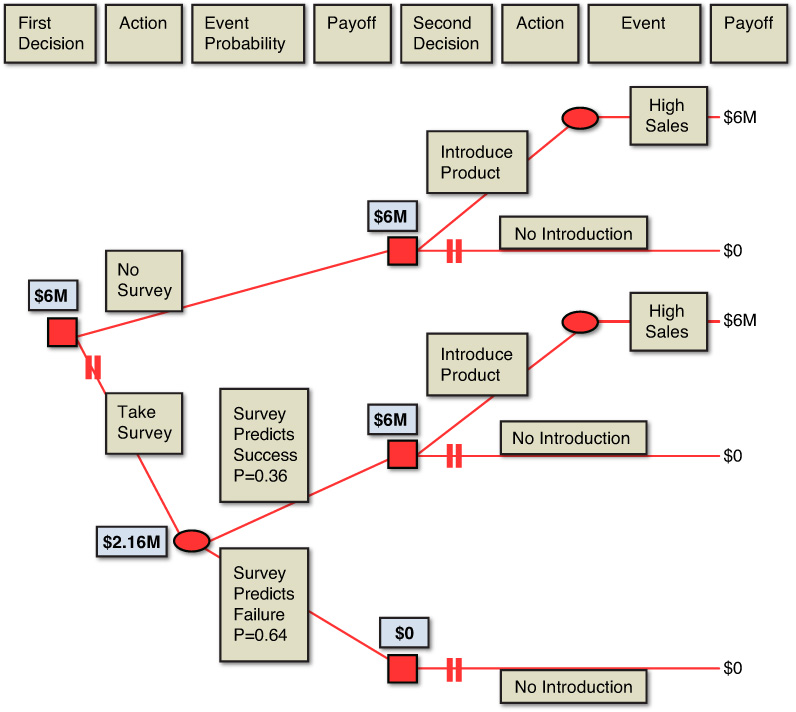 First
Decision
Action
Event
Probability
Payoff
Second
Decision
Action
Event
Payoff
High
Sales
$6M
Introduce
Product
$6M
No Introduction
$0
No
Survey
$6M
High
Sales
$6M
Introduce
Product
Take
Survey
Survey
Predicts
Success
P=0.36
$6M
No Introduction
$0
$2.16M
Survey
Predicts
Failure
P=0.64
$0
$0
No Introduction